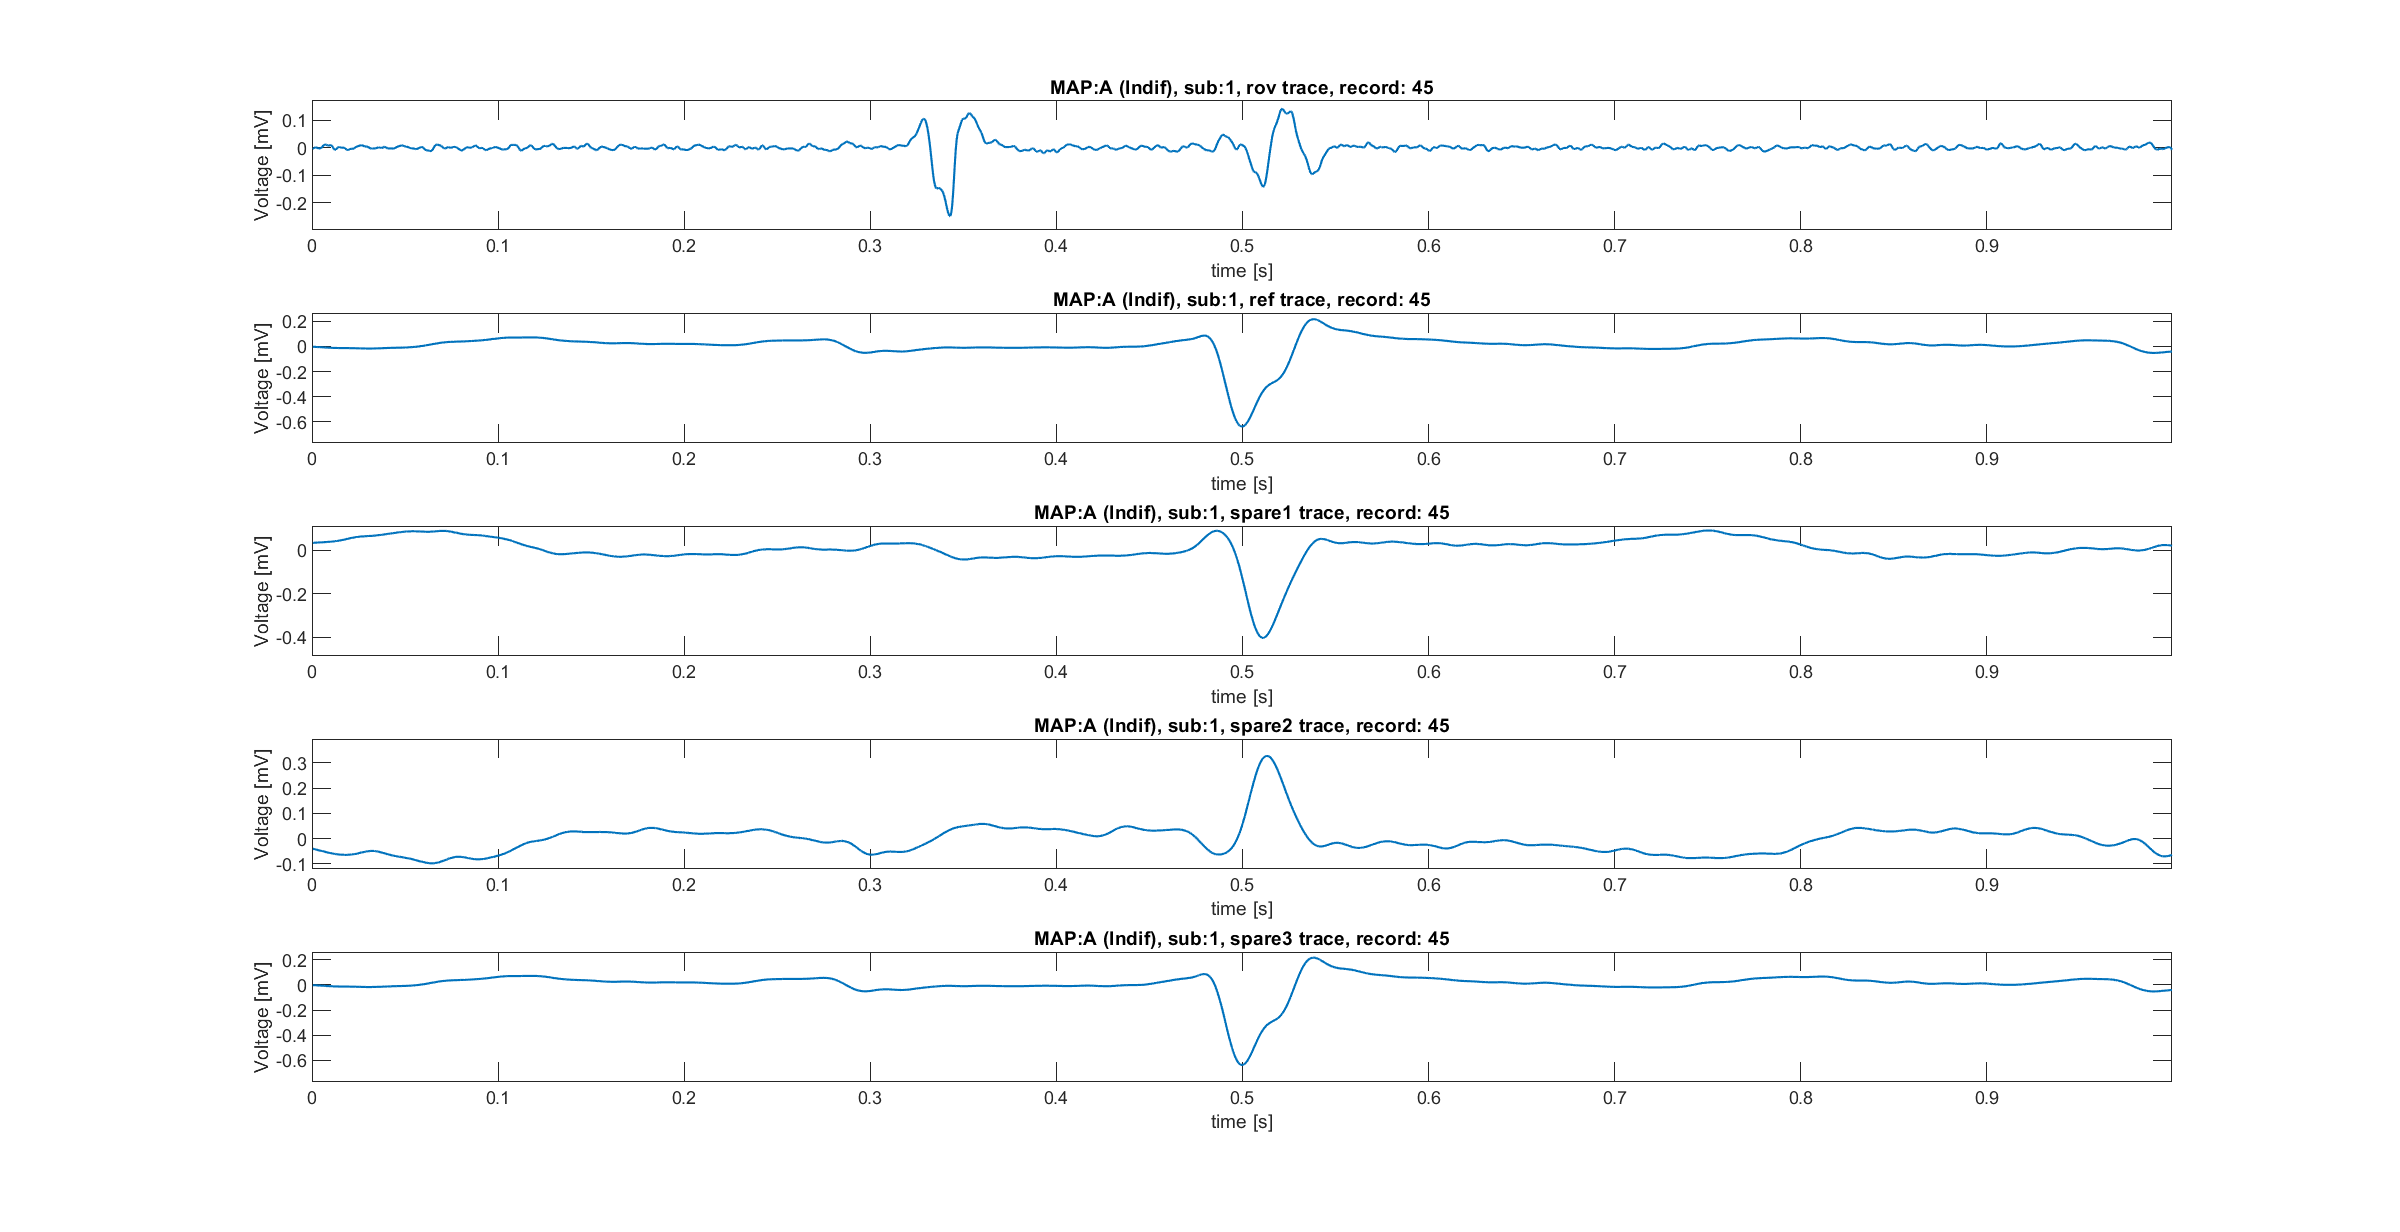 MAP:A (Indif), sub:1, rov trace, record: 45
Voltage [mV]
0.1
0
-0.1
-0.2
0 0.1 0.2 0.3 0.4 0.5 0.6 0.7 0.8 0.9
time [s]
MAP:A (Indif), sub:1, ref trace, record: 45
Voltage [mV]
0.2
0
-0.2
-0.4
-0.6
0 0.1 0.2 0.3 0.4 0.5 0.6 0.7 0.8 0.9
time [s]
MAP:A (Indif), sub:1, spare1 trace, record: 45
Voltage [mV]
0
-0.2
-0.4
0 0.1 0.2 0.3 0.4 0.5 0.6 0.7 0.8 0.9
time [s]
MAP:A (Indif), sub:1, spare2 trace, record: 45
Voltage [mV]
0.3
0.2
0.1
0
-0.1
0 0.1 0.2 0.3 0.4 0.5 0.6 0.7 0.8 0.9
time [s]
MAP:A (Indif), sub:1, spare3 trace, record: 45
Voltage [mV]
0.2
0
-0.2
-0.4
-0.6
0 0.1 0.2 0.3 0.4 0.5 0.6 0.7 0.8 0.9
time [s]